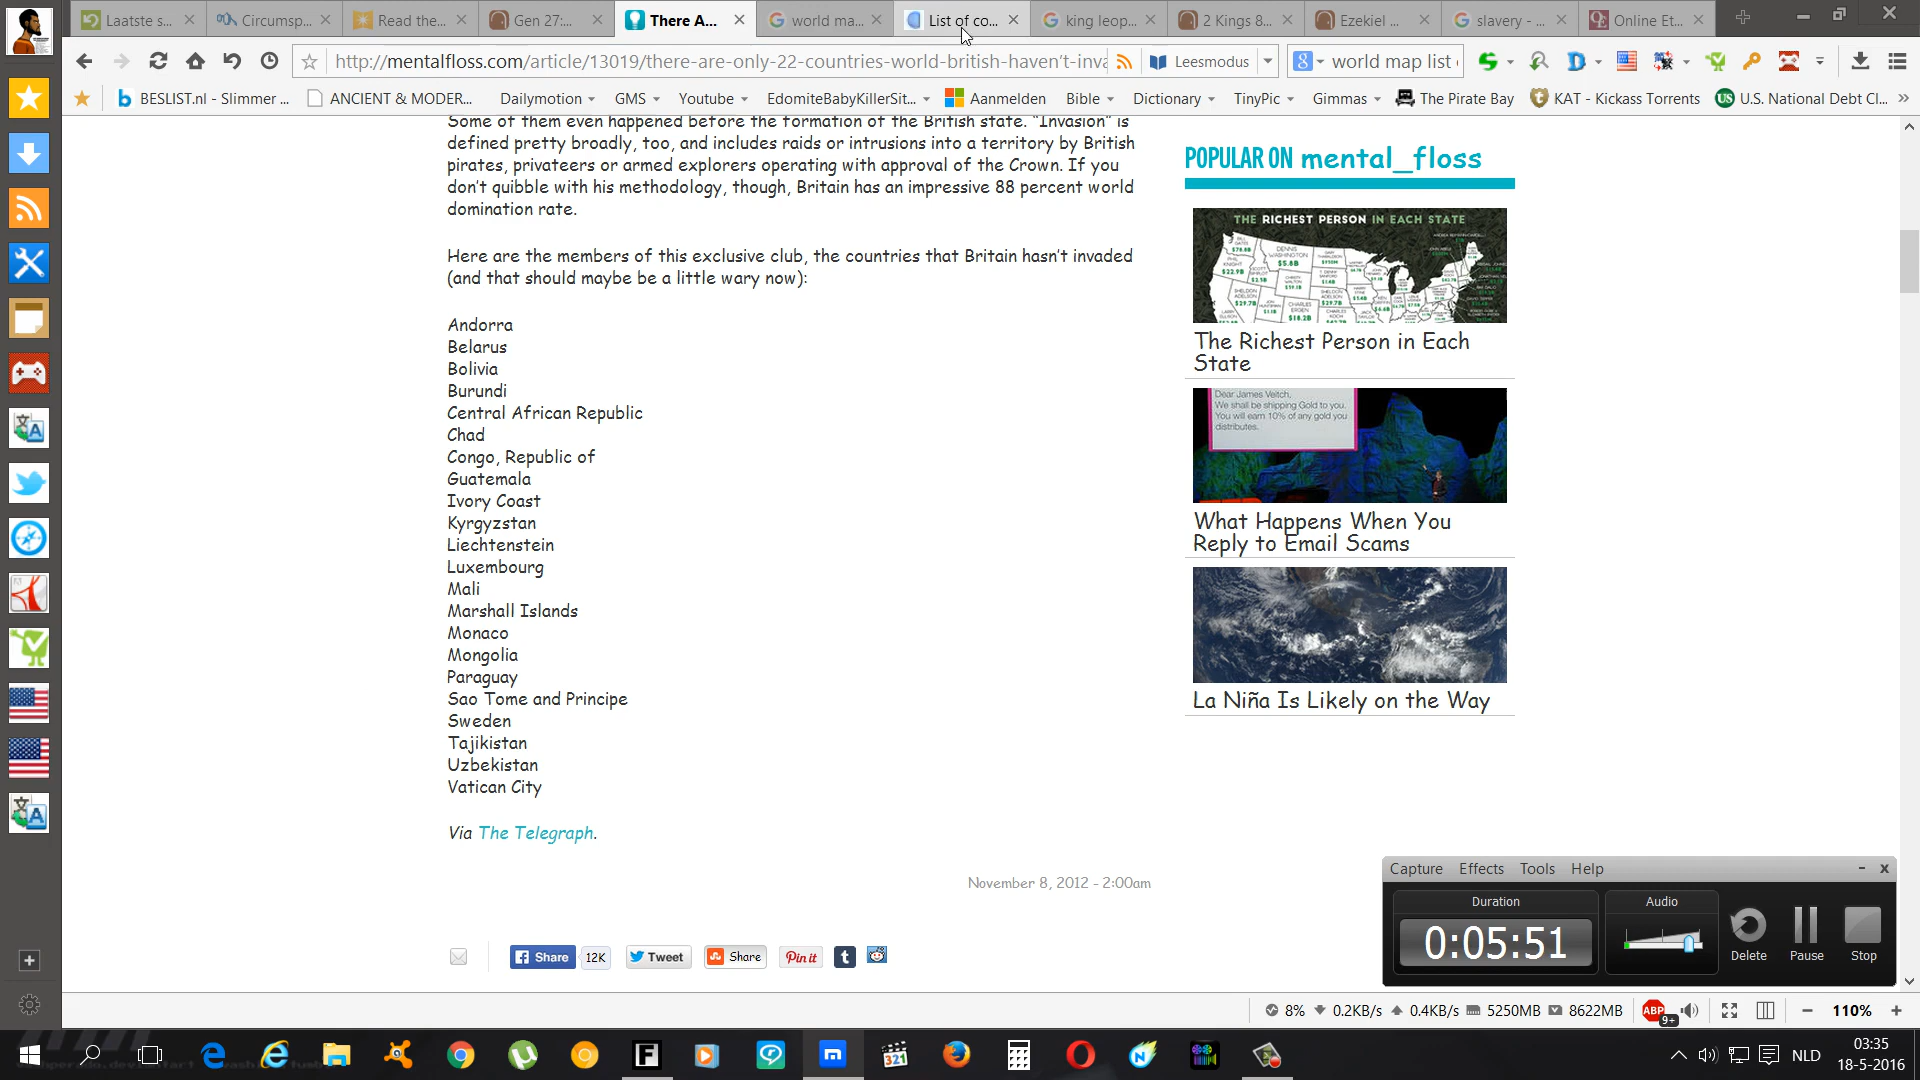 Laatste s...
Circumsp...
Read the...
Gen 27:...
There A...
world ma...
List of co...
king leop...
2 Kings 8...
Ezekiel ...
slavery - ...
Online Et...
http://mentalfloss.com/article/13019/there-are-only-22-countries-world-british-haven't-inva
Leesmodus
world map list
BESLIST.nl - Slimmer ...
ANCIENT & MODER...
Dailymotion
GMS
Youtube
EdomiteBabyKillerSit...
Aanmelden
Bible
Dictionary
TinyPic
Gimmas
The Pirate Bay
KAT - Kickass Torrents
U.S. National Debt Cl...
Some of them even happened before the formation of the British state. "Invasion" is
defined pretty broadly, too, and includes raids or intrusions into a territory by British
pirates, privateers or armed explorers operating with approval of the Crown. If you
don't quibble with his methodology, though, Britain has an impressive 88 percent world
domination rate.
Here are the members of this exclusive club, the countries that Britain hasn't invaded
(and that should maybe be a little wary now):
Andorra
Belarus
Bolivia
Burundi
Central African Republic
Chad
Congo, Republic of
Guatemala
Ivory Coast
Kyrgyzstan
Liechtenstein
Luxembourg
Mali
Marshall Islands
Monaco
Mongolia
Paraguay
Sao Tome and Principe
Sweden
Tajikistan
Uzbekistan
Vatican City
Via The Telegraph.
November 8, 2012 - 2:00am
Share
12K
Tweet
Share
Pin it
POPULAR ON mental_floss
THE RICHEST PERSON IN EACH STATE
The Richest Person in Each
State
Dear James Veitch,
We shall be shipping Gold to you.
You will earn 10% of any gold you
distributes.
What Happens When You
Reply to Email Scams
La Niña Is Likely on the Way
Capture
Effects
Tools
Help
Duration
0:05:51
Audio
Delete
Pause
Stop
8%
0.2KB/s
0.4KB/s
5250MB
8622MB
ABP
9+
110%
NLD
03:35
18-5-2016